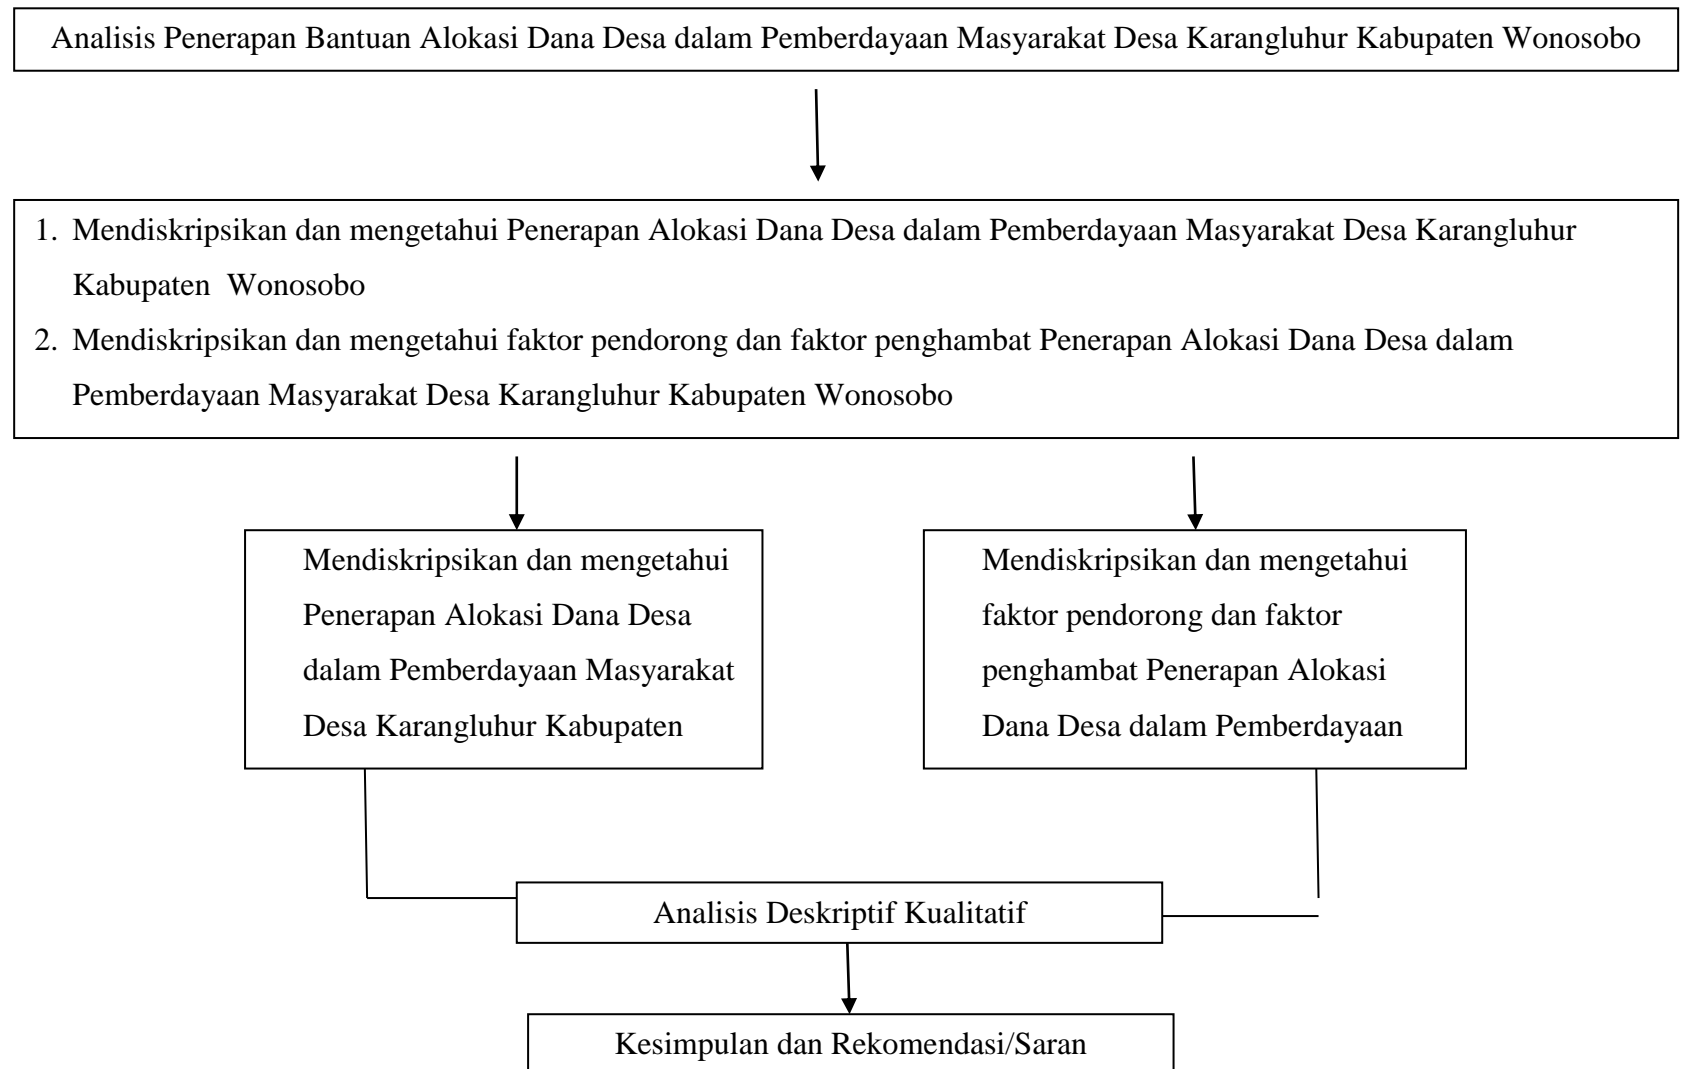 Analisis Penerapan Bantuan Alokasi Dana Desa dalam Pemberdayaan Masyarakat Desa Karangluhur Kabupaten Wonosobo
1. Mendiskripsikan dan mengetahui Penerapan Alokasi Dana Desa dalam Pemberdayaan Masyarakat Desa Karangluhur
Kabupaten Wonosobo
2. Mendiskripsikan dan mengetahui faktor pendorong dan faktor penghambat Penerapan Alokasi Dana Desa dalam
Pemberdayaan Masyarakat Desa Karangluhur Kabupaten Wonosobo
Mendiskripsikan dan mengetahui
Penerapan Alokasi Dana Desa
dalam Pemberdayaan Masyarakat
Desa Karangluhur Kabupaten
Mendiskripsikan dan mengetahui
faktor pendorong dan faktor
penghambat Penerapan Alokasi
Dana Desa dalam Pemberdayaan
Analisis Deskriptif Kualitatif
Kesimpulan dan Rekomendasi/Saran